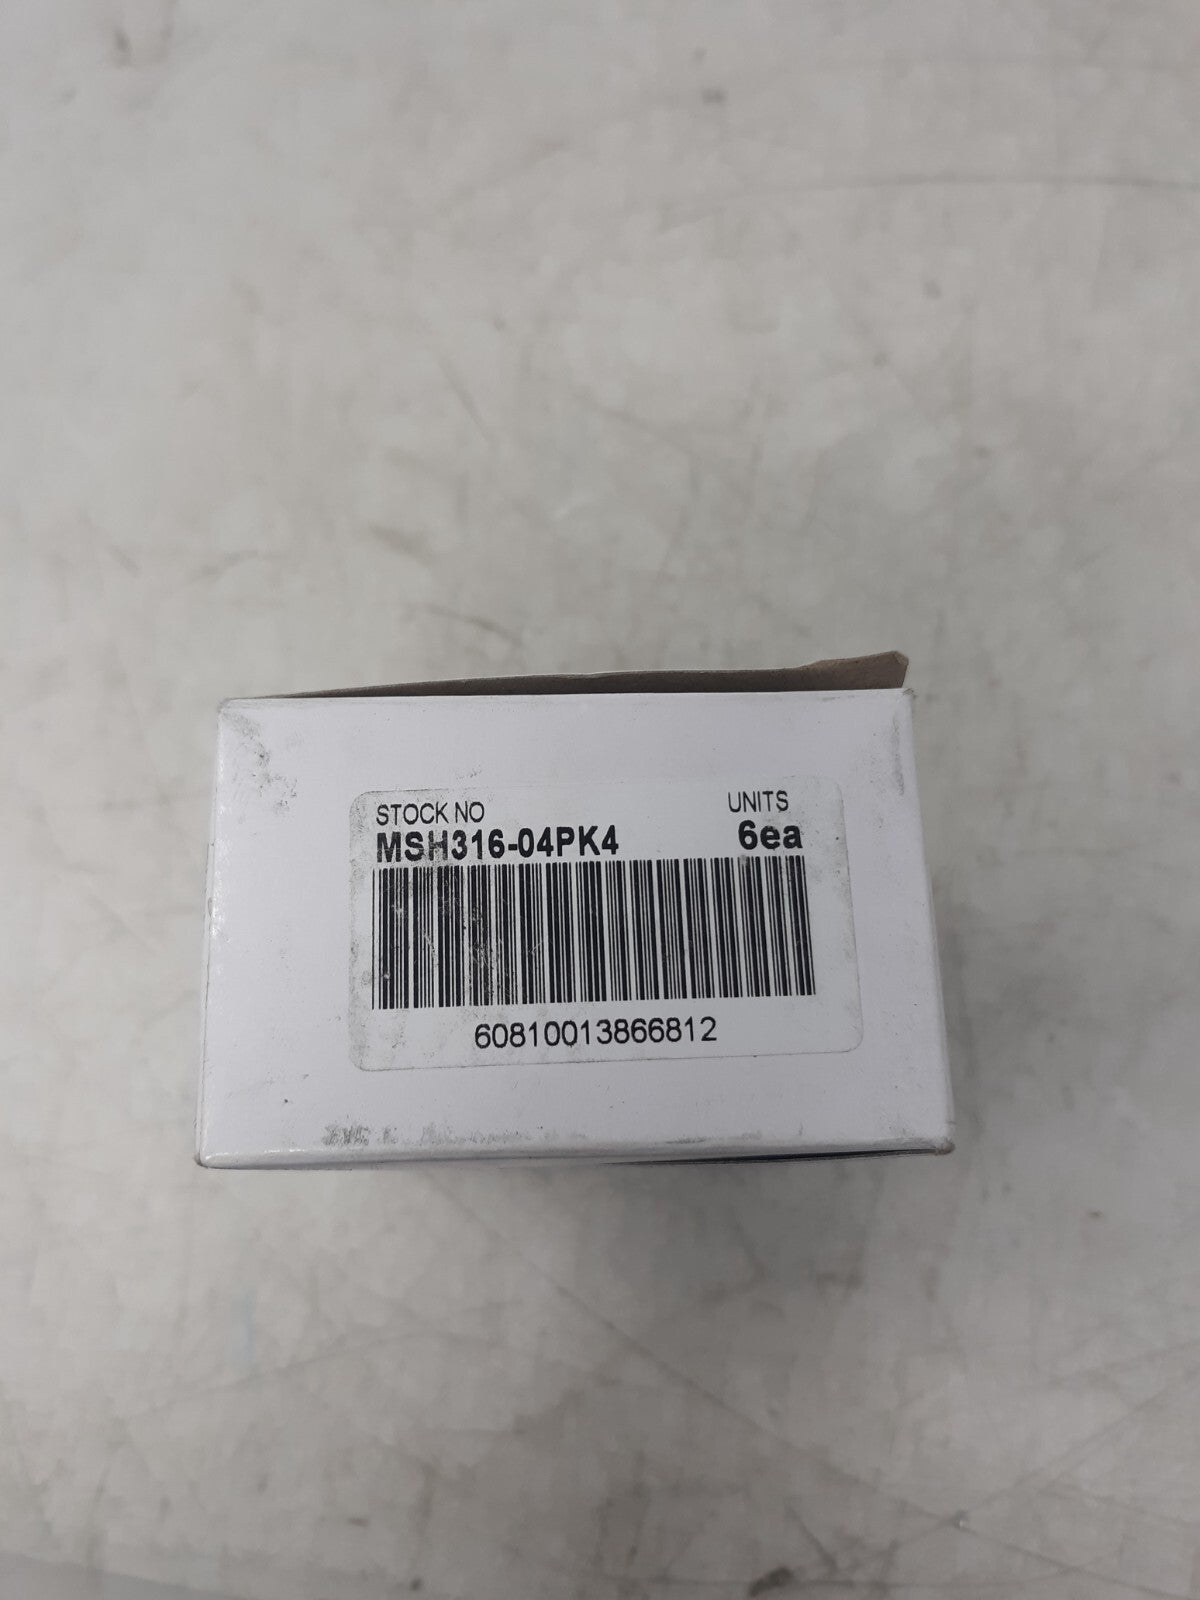 STOCK NO UNITS
MSH316-04PK4 6ea
60810013866812